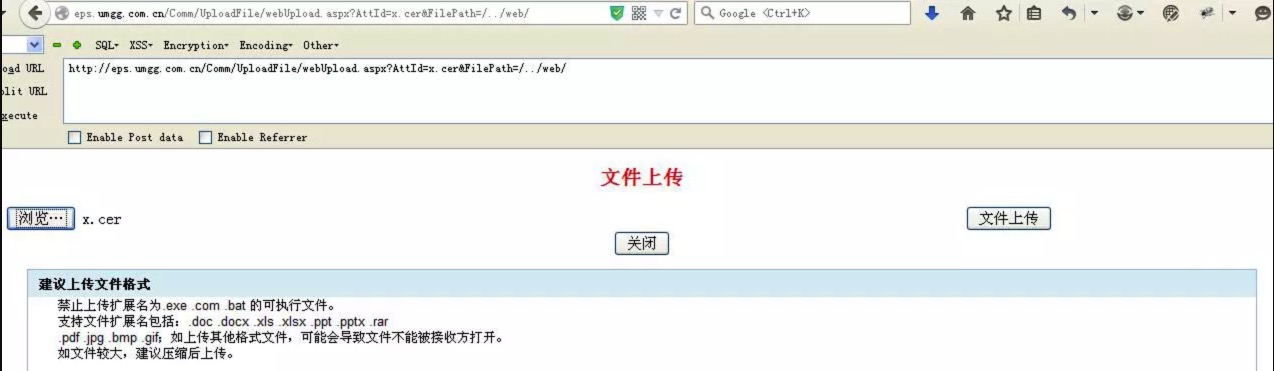 eps.umgg.com.cn/Comm/UploadFile/webUpload.aspx?AttId=x.cer&FilePath=/../web/
Google <Ctrl+K>
SQL XSS Encryption Encoding Other
oad URL http://eps.umgg.com.cn/Comm/UploadFile/webUpload.aspx?AttId=x.cer&FilePath=/../web/
plit URL
xecute
Enable Post data Enable Referrer
文件上传
浏览… x.cer 文件上传
关闭
建议上传文件格式
禁止上传扩展名为.exe .com .bat 的可执行文件。
支持文件扩展名包括：.doc .docx .xls .xlsx .ppt .pptx .rar
.pdf .jpg .bmp .gif；如上传其他格式文件，可能会导致文件不能被接收方打开。
如文件较大，建议压缩后上传。